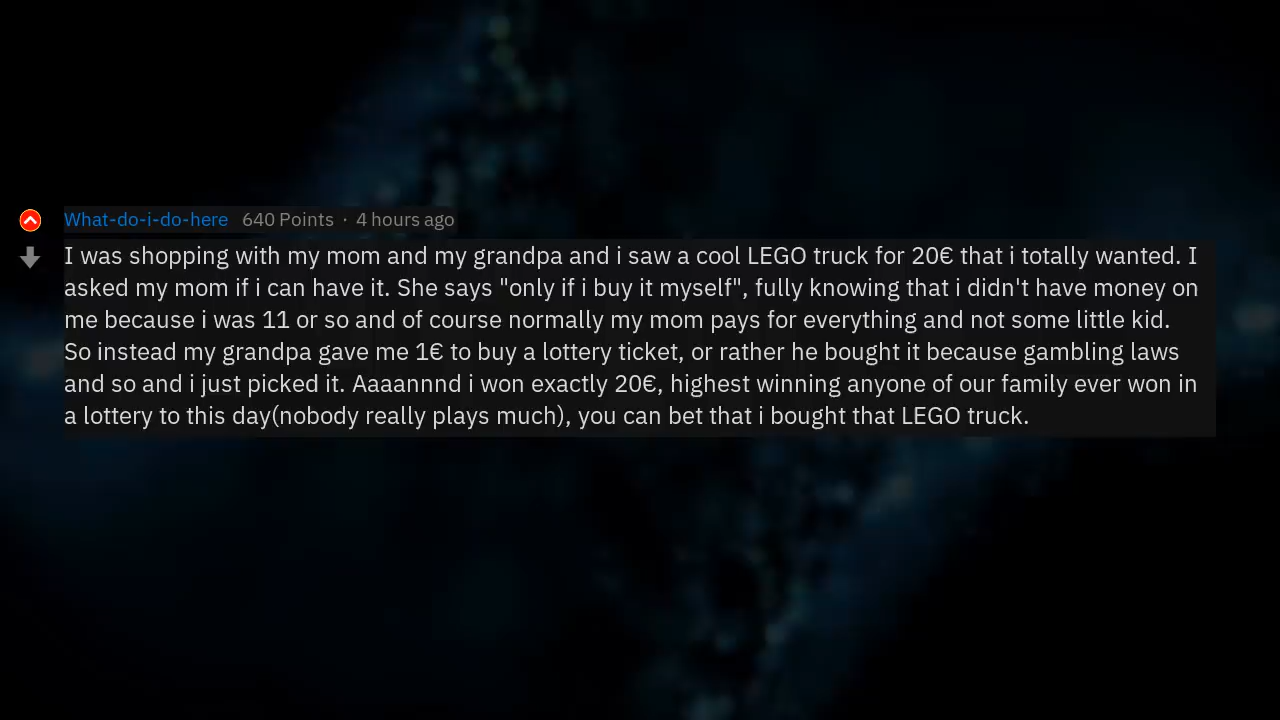 What-do-i-do-here 640 Points · 4 hours ago
I was shopping with my mom and my grandpa and i saw a cool LEGO truck for 20€ that i totally wanted. I
asked my mom if i can have it. She says "only if i buy it myself", fully knowing that i didn't have money on
me because i was 11 or so and of course normally my mom pays for everything and not some little kid.
So instead my grandpa gave me 1€ to buy a lottery ticket, or rather he bought it because gambling laws
and so and i just picked it. Aaaannnd i won exactly 20€, highest winning anyone of our family ever won in
a lottery to this day(nobody really plays much), you can bet that i bought that LEGO truck.